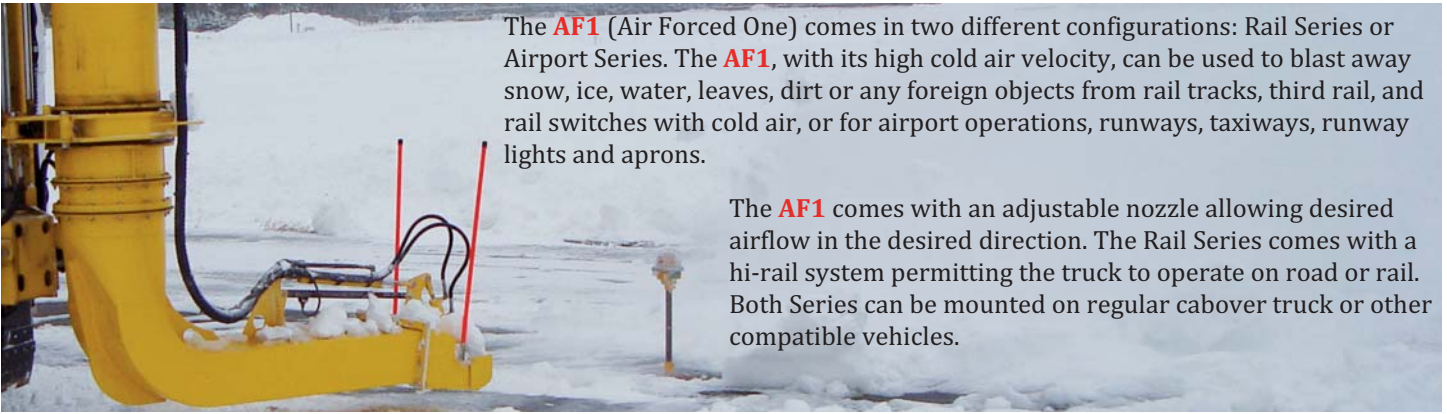 The AF1 (Air Forced One) comes in two different configurations: Rail Series or
Airport Series. The AF1, with its high cold air velocity, can be used to blast away
snow, ice, water, leaves, dirt or any foreign objects from rail tracks, third rail, and
rail switches with cold air, or for airport operations, runways, taxiways, runway
lights and aprons.
The AF1 comes with an adjustable nozzle allowing desired
airflow in the desired direction. The Rail Series comes with a
hi-rail system permitting the truck to operate on road or rail.
Both Series can be mounted on regular cabover truck or other
compatible vehicles.